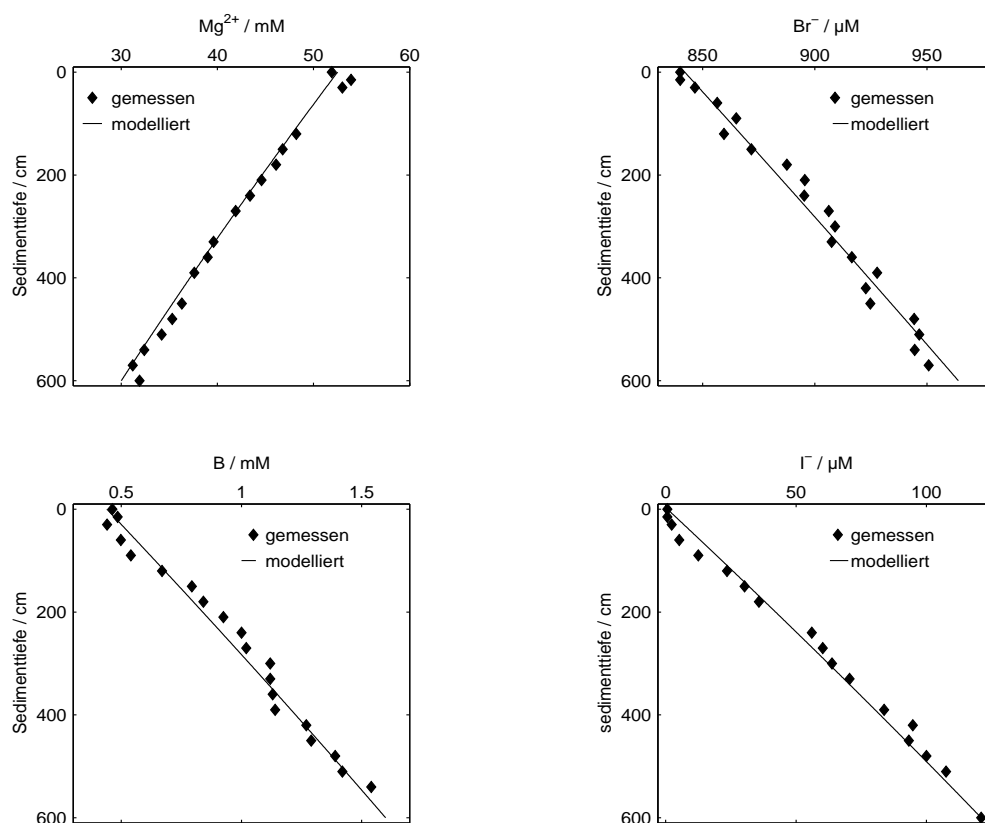 Mg²⁺ / mM
30 40 50 60
0
200
400
600
Sedimenttiefe / cm
gemessen
modelliert
Br⁻ / µM
850 900 950
0
200
400
600
Sedimenttiefe / cm
gemessen
modelliert
B / mM
0.5 1 1.5
0
200
400
600
Sedimenttiefe / cm
gemessen
modelliert
I⁻ / µM
0 50 100
0
200
400
600
sedimenttiefe / cm
gemessen
modelliert